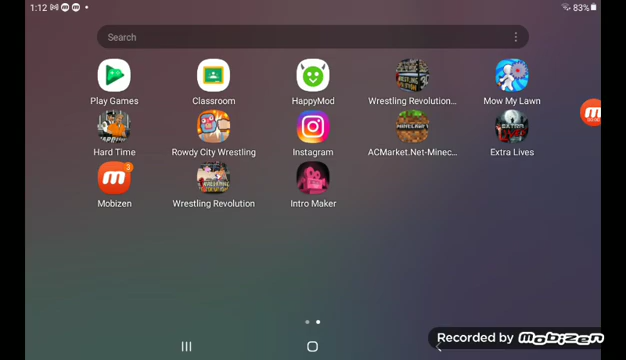 1:12
83%
Search
Play Games
Classroom
HappyMod
Wrestling Revolution...
Mow My Lawn
Hard Time
Rowdy City Wrestling
Instagram
ACMarket.Net-Minec...
Extra Lives
3
Mobizen
Wrestling Revolution
Intro Maker
Recorded by mobizen